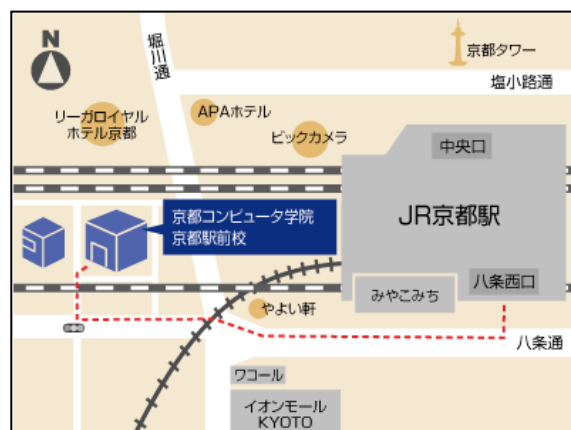 N
堀川通
京都タワー
塩小路通
リーガロイヤル
ホテル京都
APAホテル
ビックカメラ
中央口
JR京都駅
京都コンピュータ学院
京都駅前校
八条西口
みやこみち
やよい軒
八条通
ワコール
イオンモール
KYOTO